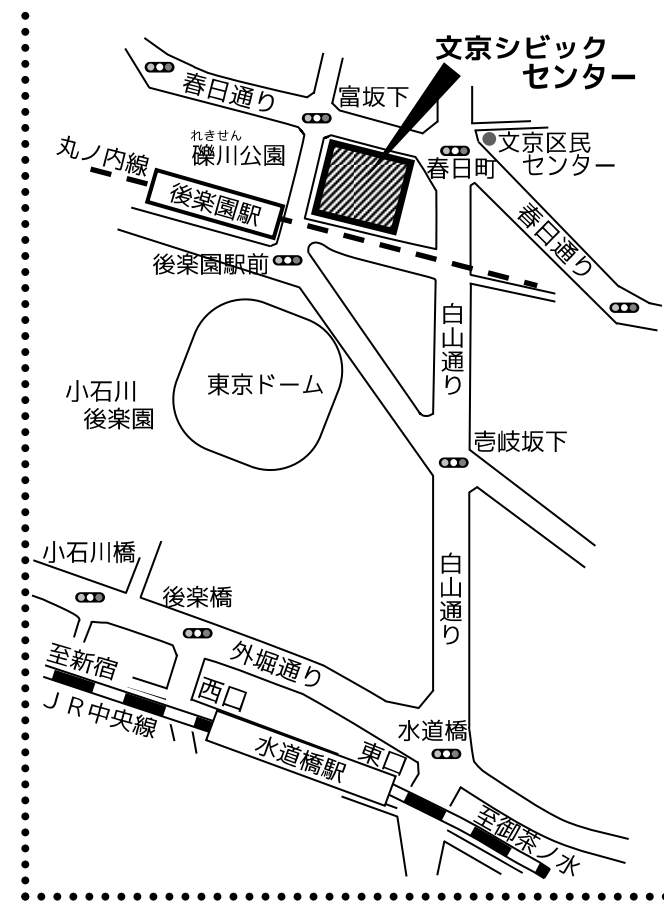 文京シビック
センター
春日通り
富坂下
れきせん
礫川公園
丸ノ内線
後楽園駅
春日町
文京区民
センター
春日通り
後楽園駅前
白山通り
東京ドーム
小石川
後楽園
壱岐坂下
小石川橋
後楽橋
白山通り
外堀通り
至新宿
西口
JR中央線
水道橋
東口
水道橋駅
至御茶ノ水